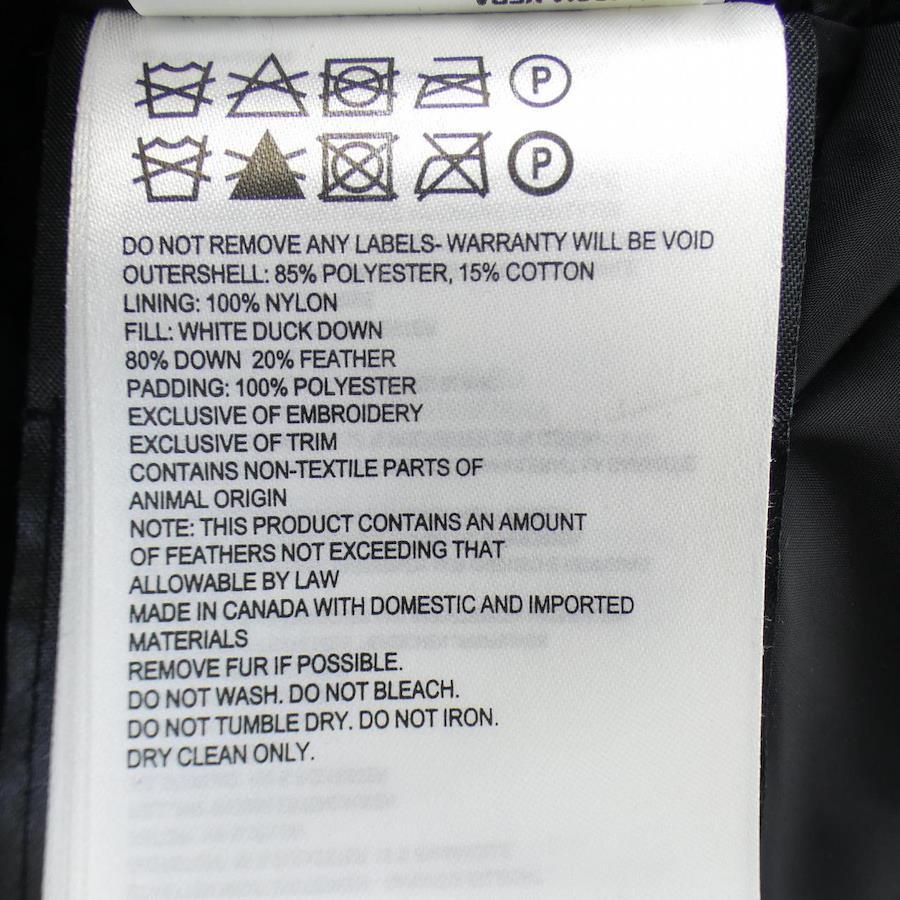 P
P
DO NOT REMOVE ANY LABELS- WARRANTY WILL BE VOID
OUTERSHELL: 85% POLYESTER, 15% COTTON
LINING: 100% NYLON
FILL: WHITE DUCK DOWN
80% DOWN 20% FEATHER
PADDING: 100% POLYESTER
EXCLUSIVE OF EMBROIDERY
EXCLUSIVE OF TRIM
CONTAINS NON-TEXTILE PARTS OF
ANIMAL ORIGIN
NOTE: THIS PRODUCT CONTAINS AN AMOUNT
OF FEATHERS NOT EXCEEDING THAT
ALLOWABLE BY LAW
MADE IN CANADA WITH DOMESTIC AND IMPORTED
MATERIALS
REMOVE FUR IF POSSIBLE.
DO NOT WASH. DO NOT BLEACH.
DO NOT TUMBLE DRY. DO NOT IRON.
DRY CLEAN ONLY.